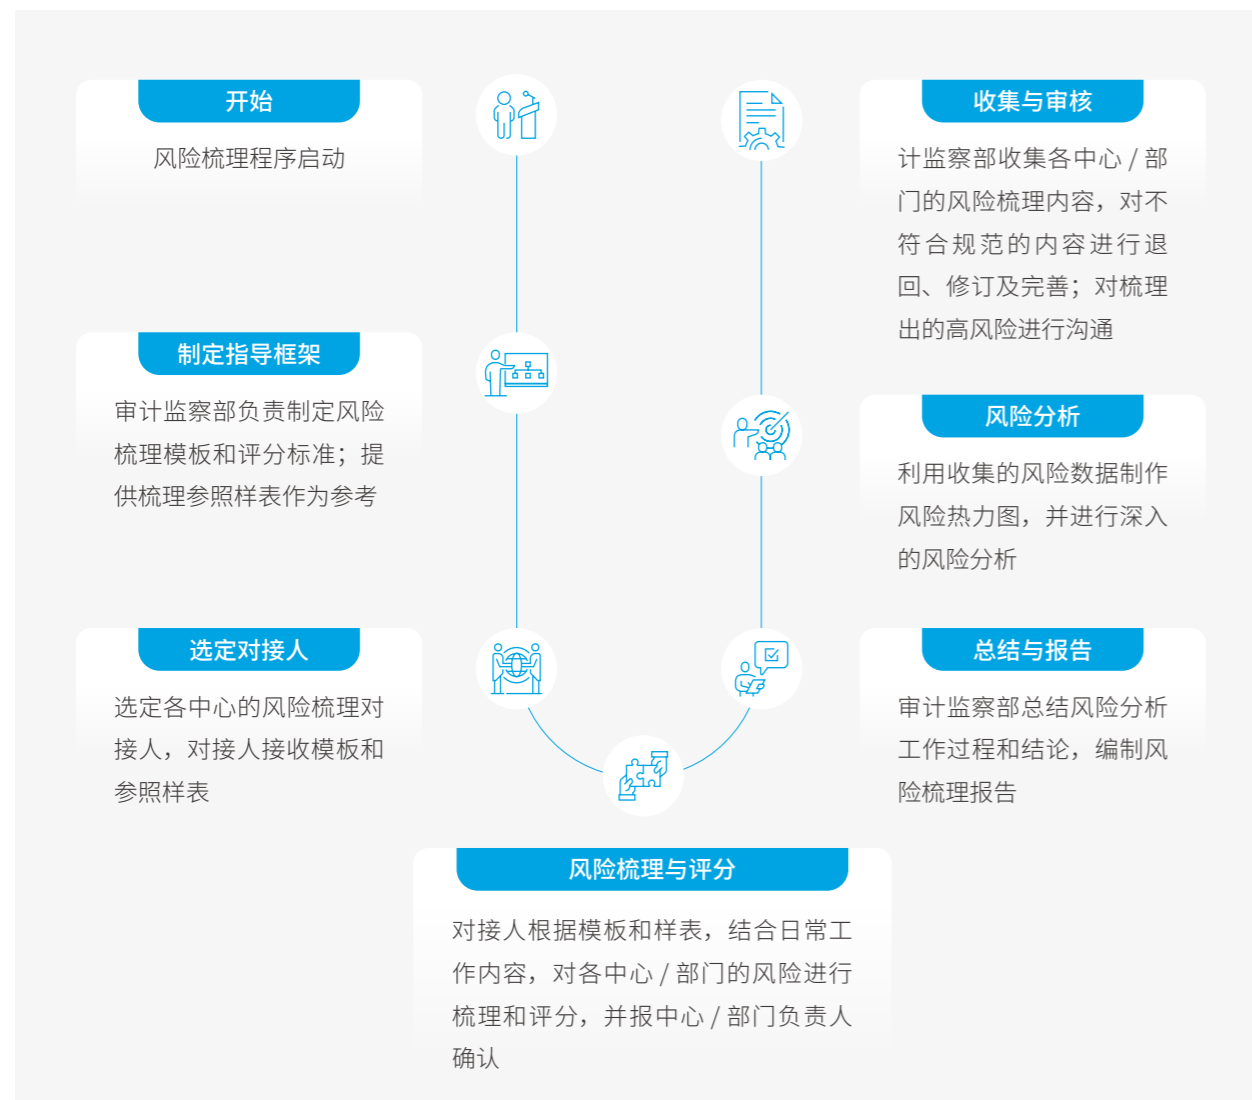 开始
风险梳理程序启动
制定指导框架
审计监察部负责制定风险
梳理模板和评分标准；提
供梳理参照样表作为参考
选定对接人
选定各中心的风险梳理对
接人，对接人接收模板和
参照样表
风险梳理与评分
对接人根据模板和样表，结合日常工
作内容，对各中心 / 部门的风险进行
梳理和评分，并报中心 / 部门负责人
确认
收集与审核
计监察部收集各中心 / 部
门的风险梳理内容，对不
符合规范的内容进行退
回、修订及完善；对梳理
出的高风险进行沟通
风险分析
利用收集的风险数据制作
风险热力图，并进行深入
的风险分析
总结与报告
审计监察部总结风险分析
工作过程和结论，编制风
险梳理报告